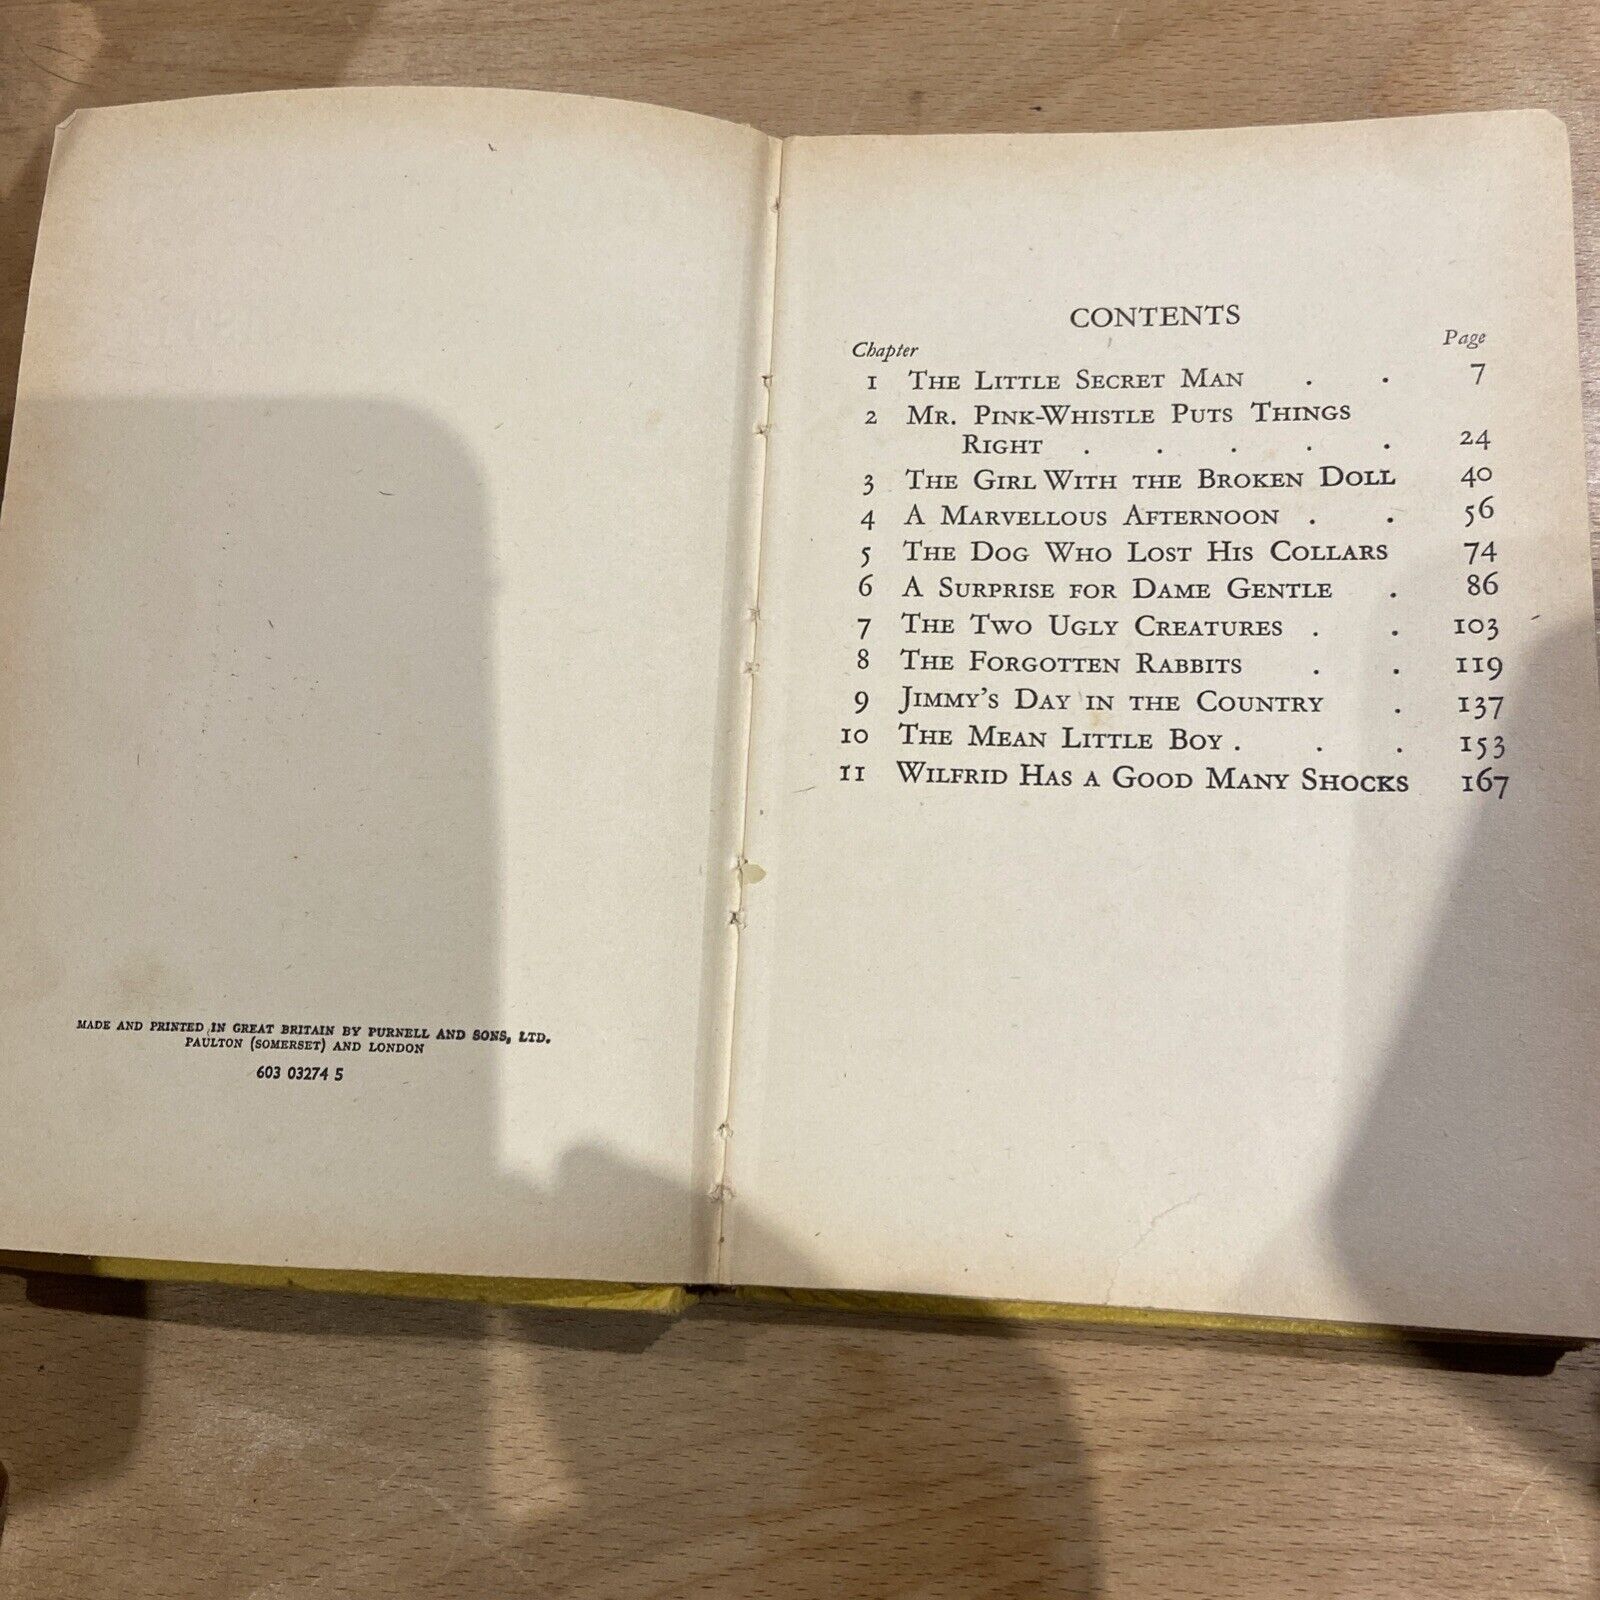 MADE AND PRINTED IN GREAT BRITAIN BY PURNELL AND SONS, LTD.
PAULTON (SOMERSET) AND LONDON
603 03274 5
CONTENTS
Chapter Page
1 THE LITTLE SECRET MAN . . 7
2 MR. PINK-WHISTLE PUTS THINGS
RIGHT . . . . . 24
3 THE GIRL WITH THE BROKEN DOLL 40
4 A MARVELLOUS AFTERNOON . . 56
5 THE DOG WHO LOST HIS COLLARS 74
6 A SURPRISE FOR DAME GENTLE . 86
7 THE TWO UGLY CREATURES . . 103
8 THE FORGOTTEN RABBITS . . 119
9 JIMMY'S DAY IN THE COUNTRY . 137
10 THE MEAN LITTLE BOY . . . 153
11 WILFRID HAS A GOOD MANY SHOCKS 167